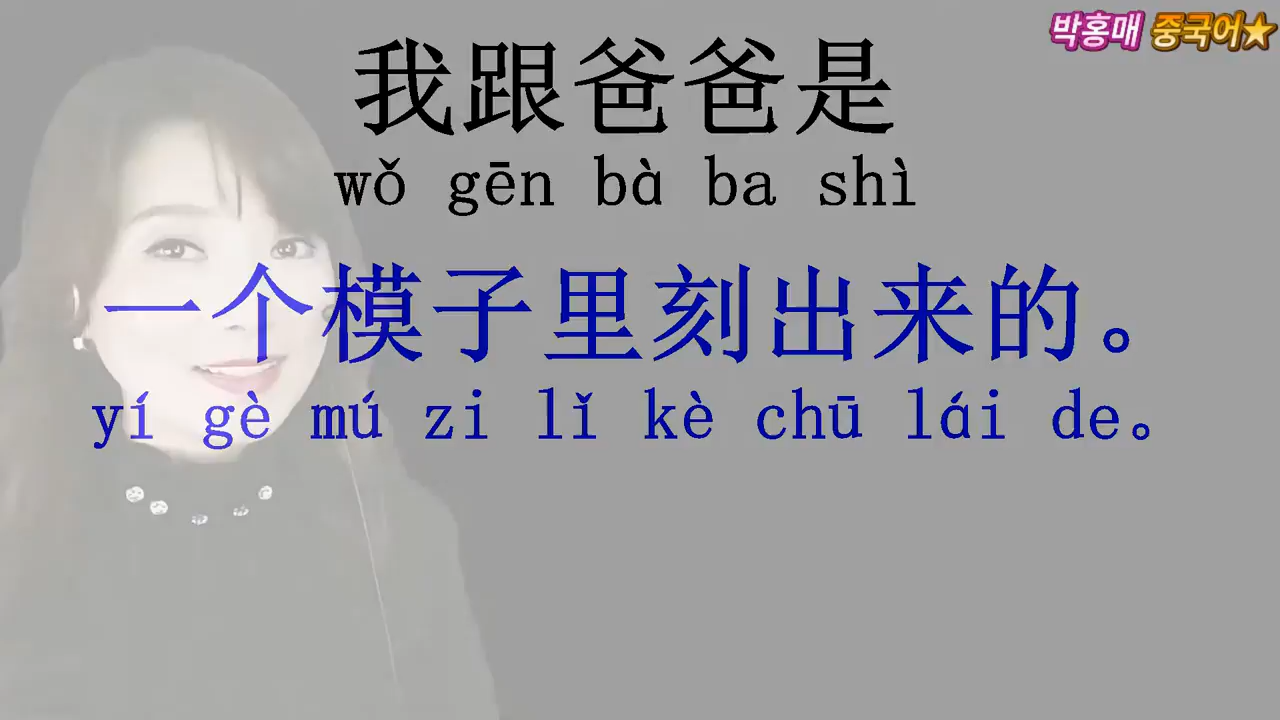 박홍매 중국어★
我跟爸爸是
wǒ gēn bà ba shì
一个模子里刻出来的。
yí gè mú zi lǐ kè chū lái de。